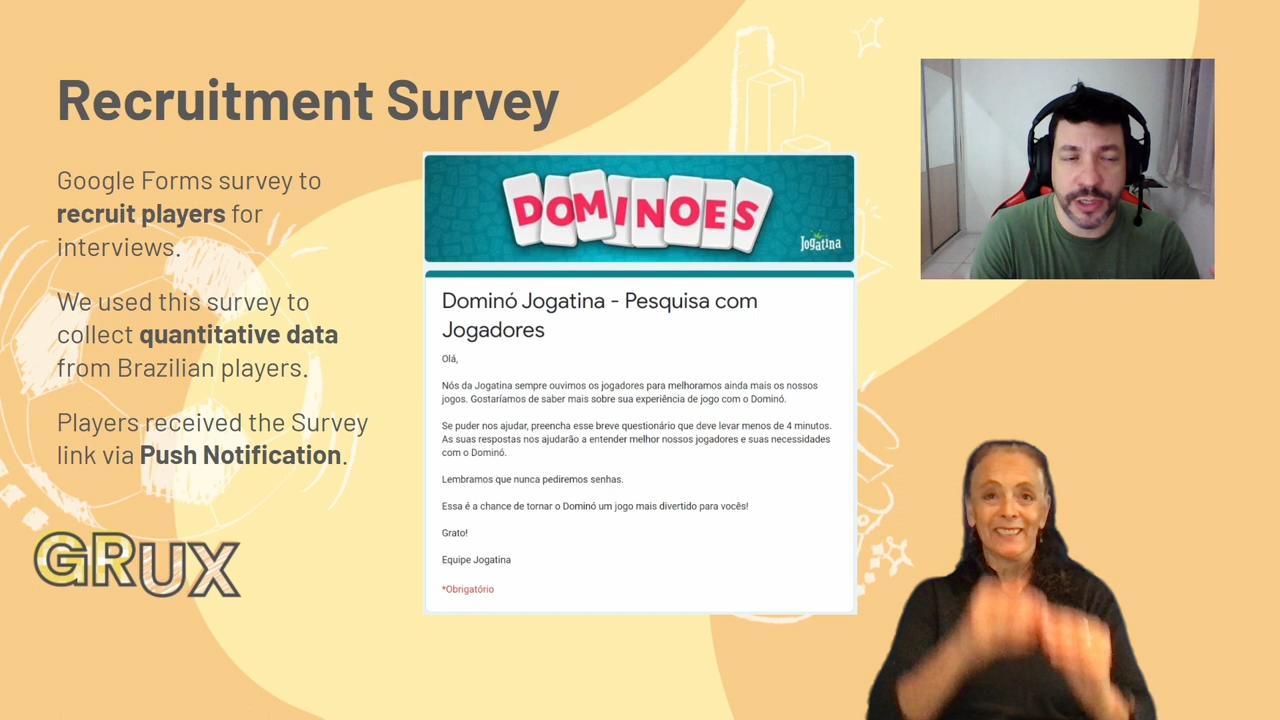 Recruitment Survey
Google Forms survey to
recruit players for
interviews.
We used this survey to
collect quantitative data
from Brazilian players.
Players received the Survey
link via Push Notification.
GRUX
DOMINOES
Jogatina
Dominó Jogatina - Pesquisa com
Jogadores
Olá,
Nós da Jogatina sempre ouvimos os jogadores para melhoramos ainda mais os nossos
jogos. Gostaríamos de saber mais sobre sua experiência de jogo com o Dominó.
Se puder nos ajudar, preencha esse breve questionário que deve levar menos de 4 minutos.
As suas respostas nos ajudarão a entender melhor nossos jogadores e suas necessidades
com o Dominó.
Lembramos que nunca pediremos senhas.
Essa é a chance de tornar o Dominó um jogo mais divertido para vocês!
Grato!
Equipe Jogatina
*Obrigatório